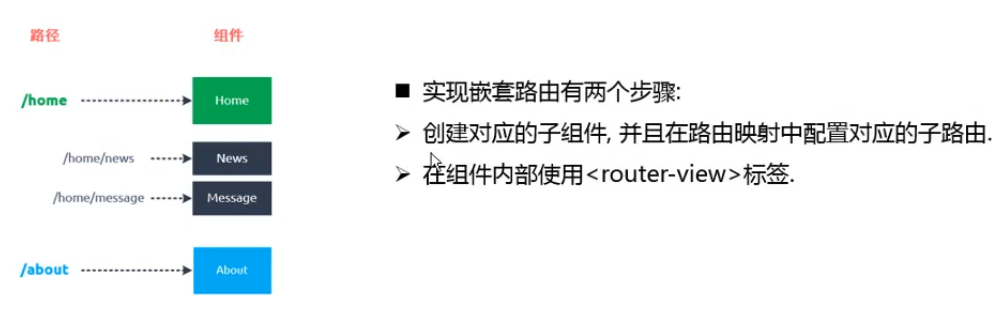 路径 组件
/home Home
/home/news News
/home/message Message
/about About
实现嵌套路由有两个步骤:
创建对应的子组件, 并且在路由映射中配置对应的子路由.
在组件内部使用<router-view>标签.